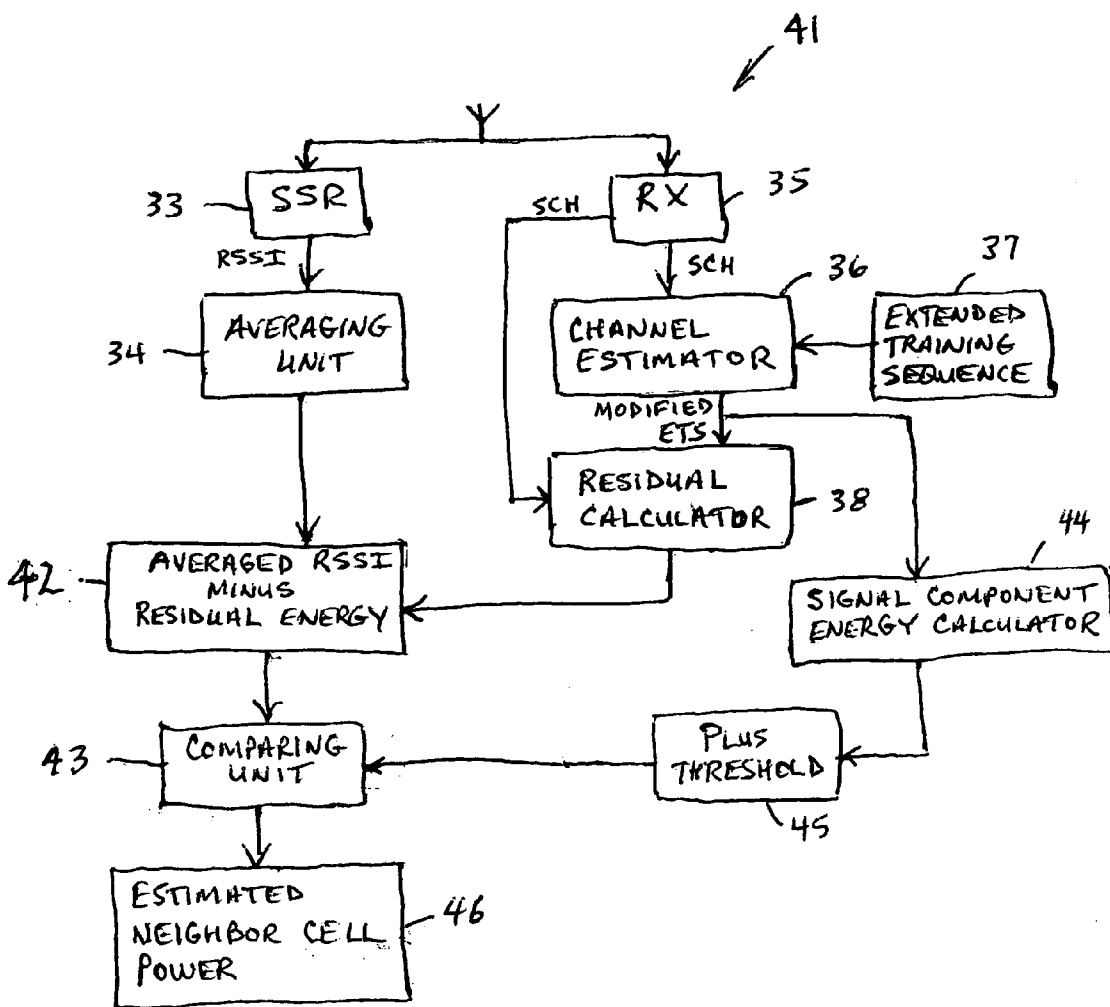 41
33
SSR
RX
35
SCH
RSSI
SCH
34
AVERAGING
UNIT
36
CHANNEL
ESTIMATOR
37
EXTENDED
TRAINING
SEQUENCE
MODIFIED
ETS
RESIDUAL
CALCULATOR
38
42
AVERAGED RSSI
MINUS
RESIDUAL ENERGY
44
SIGNAL COMPONENT
ENERGY CALCULATOR
43
COMPARING
UNIT
PLUS
THRESHOLD
45
ESTIMATED
NEIGHBOR CELL
POWER
46